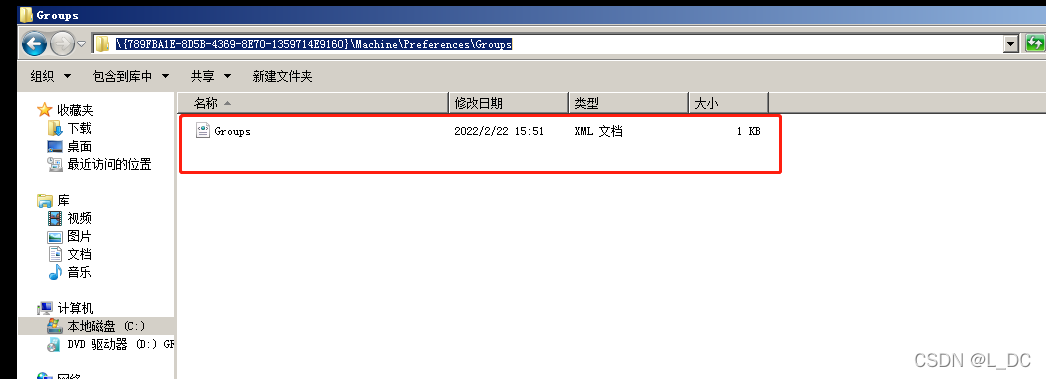 Groups
\{789FBA1E-8D5B-4369-8E70-1359714E9160}\Machine\Preferences\Groups
组织 包含到库中 共享 新建文件夹
名称 修改日期 类型 大小
Groups 2022/2/22 15:51 XML 文档 1 KB
收藏夹
下载
桌面
最近访问的位置
库
视频
图片
文档
音乐
计算机
本地磁盘 (C:)
DVD 驱动器 (D:) GR
网络
CSDN @L_DC